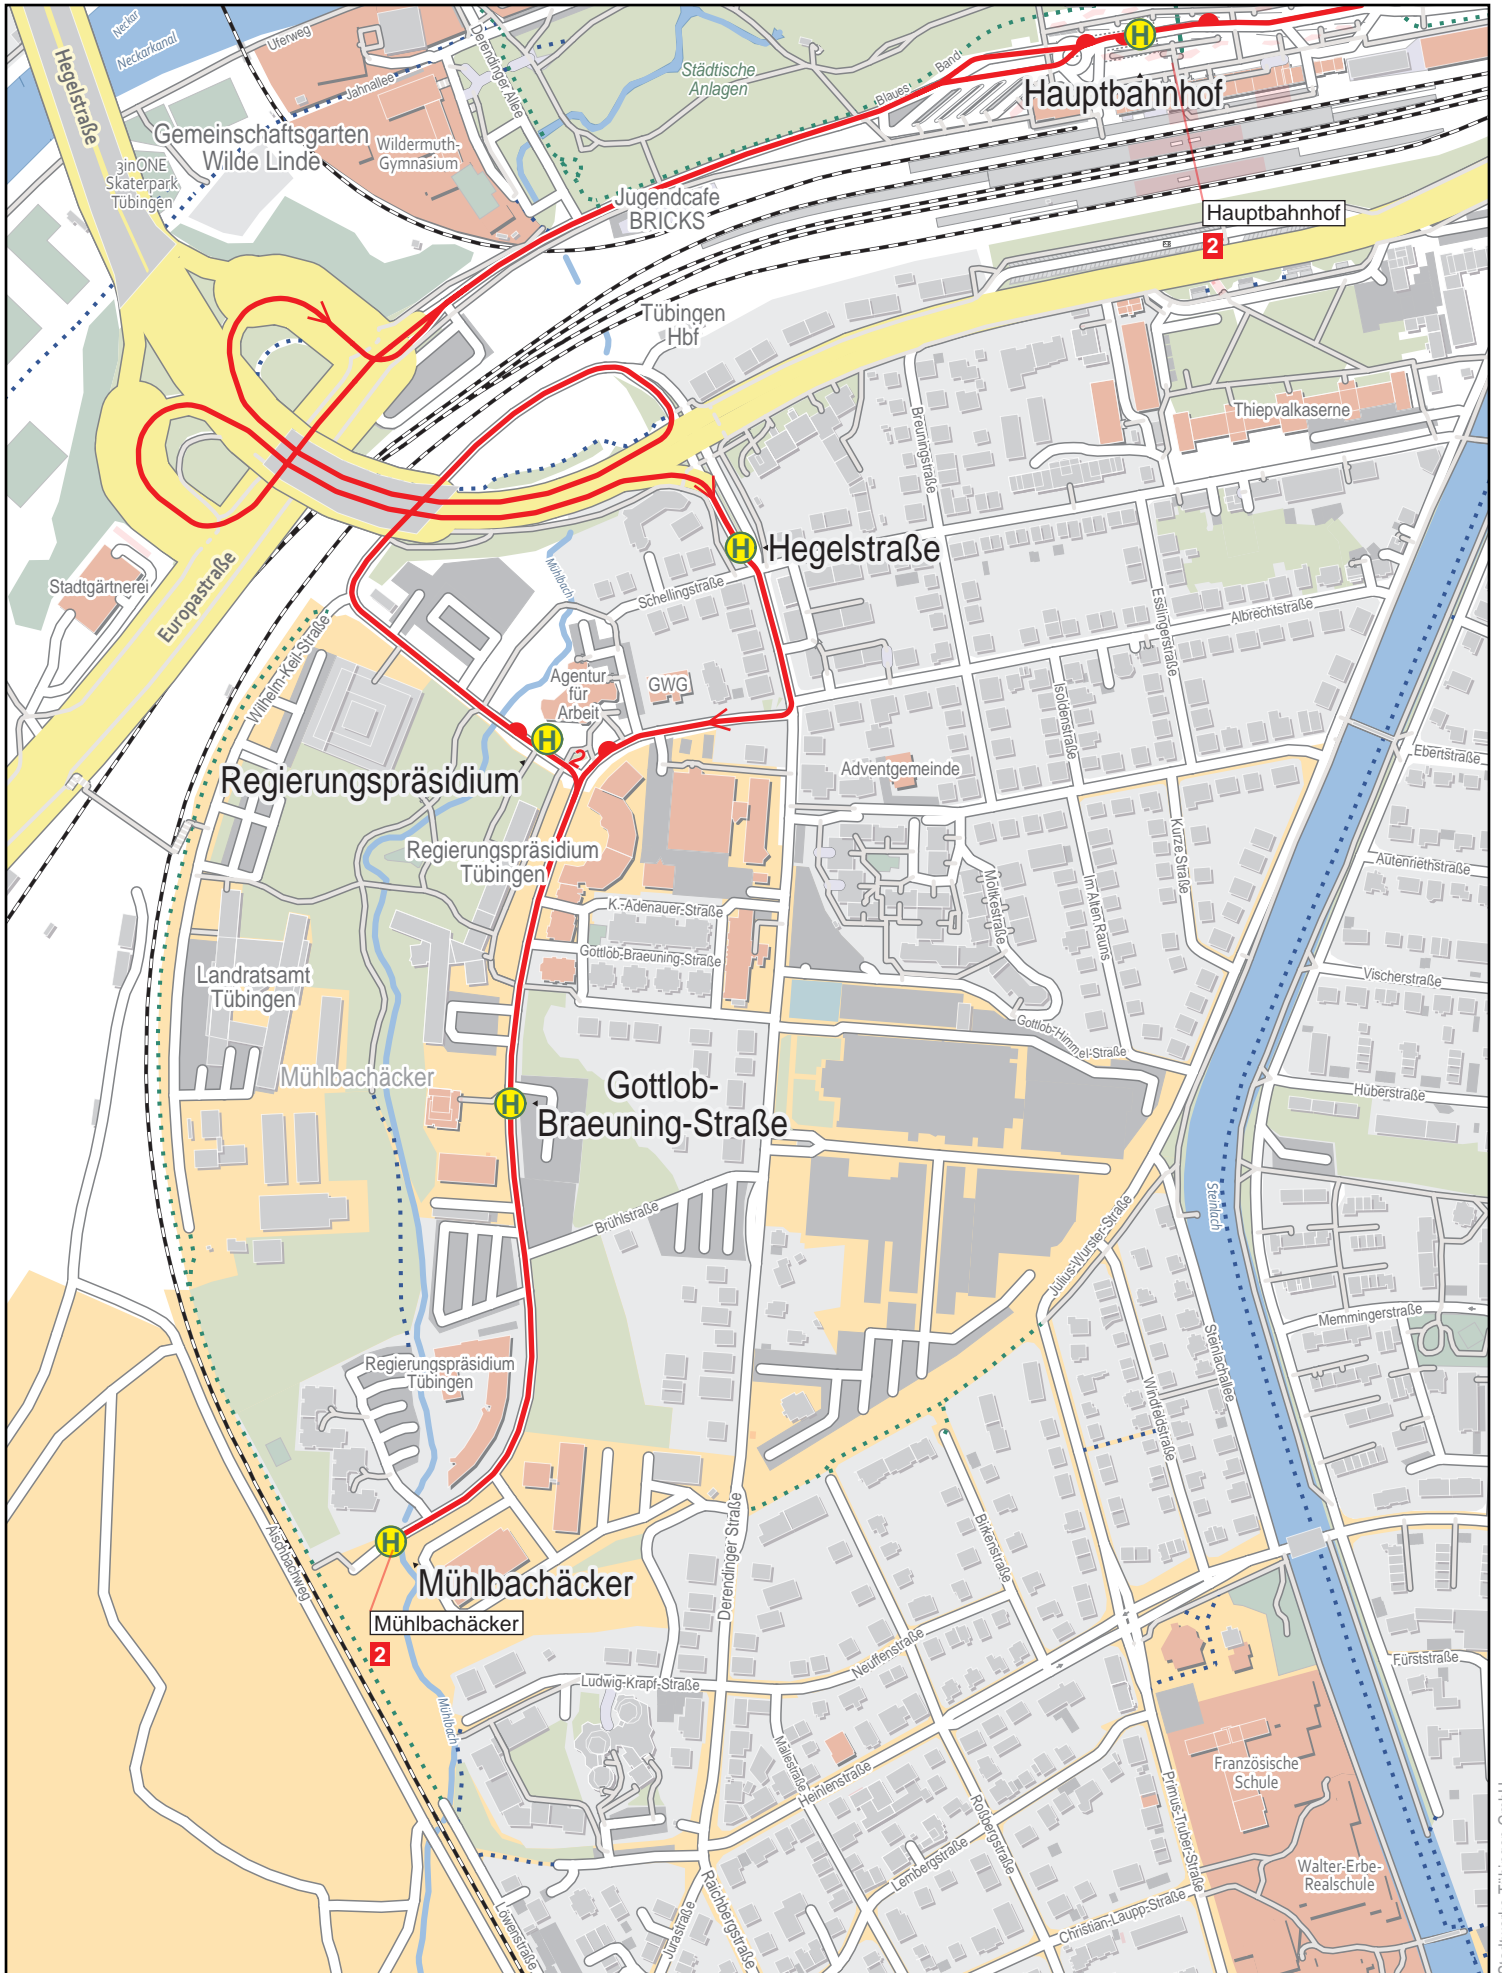 Neckar
Neckarkanal
Uferweg
Hegelstraße
Derendinger Allee
Jahnallee
Städtische
Anlagen
Blaues
Band
H
Hauptbahnhof
Gemeinschaftsgarten
Wilde Linde
Wildermuth-
Gymnasium
3inONE
Skaterpark
Tübingen
Jugendcafe
BRICKS
Hauptbahnhof
2
Tübingen
Hbf
Thiepvalkaserne
Breuningstraße
H
Hegelstraße
Stadtgärtnerei
Europastraße
Mühlbach
Schellingstraße
Esslingerstraße
Albrechtstraße
Wilhelm-Keil-Straße
Agentur
für
Arbeit
GWG
Isoldenstraße
H
2
Regierungspräsidium
Adventgemeinde
Ebertstraße
Regierungspräsidium
Tübingen
Kurze Straße
Autenriethstraße
K.-Adenauer-Straße
Moltkestraße
Im Alten Rauns
Gottlob-Braeuning-Straße
Landratsamt
Tübingen
Vischerstraße
Gottlob-Himmel-Straße
Mühlbachäcker
Huberstraße
H
Gottlob-
Braeuning-Straße
Steinlach
Brühlstraße
Julius-Wurster-Straße
Memmingerstraße
Regierungspräsidium
Tübingen
Steinlachallee
Windfeldstraße
Aischbachweg
H
Mühlbachäcker
Derendinger Straße
Birkenstraße
Mühlbachäcker
2
Neuffenstraße
Fürststraße
Ludwig-Krapf-Straße
Mühlbach
Mälestraße
Heinlenstraße
Französische
Schule
Roßbergstraße
Primus-Truber-Straße
Lembergstraße
Walter-Erbe-
Realschule
Raichbergstraße
Jurastraße
Löwenstraße
Christian-Laupp-Straße